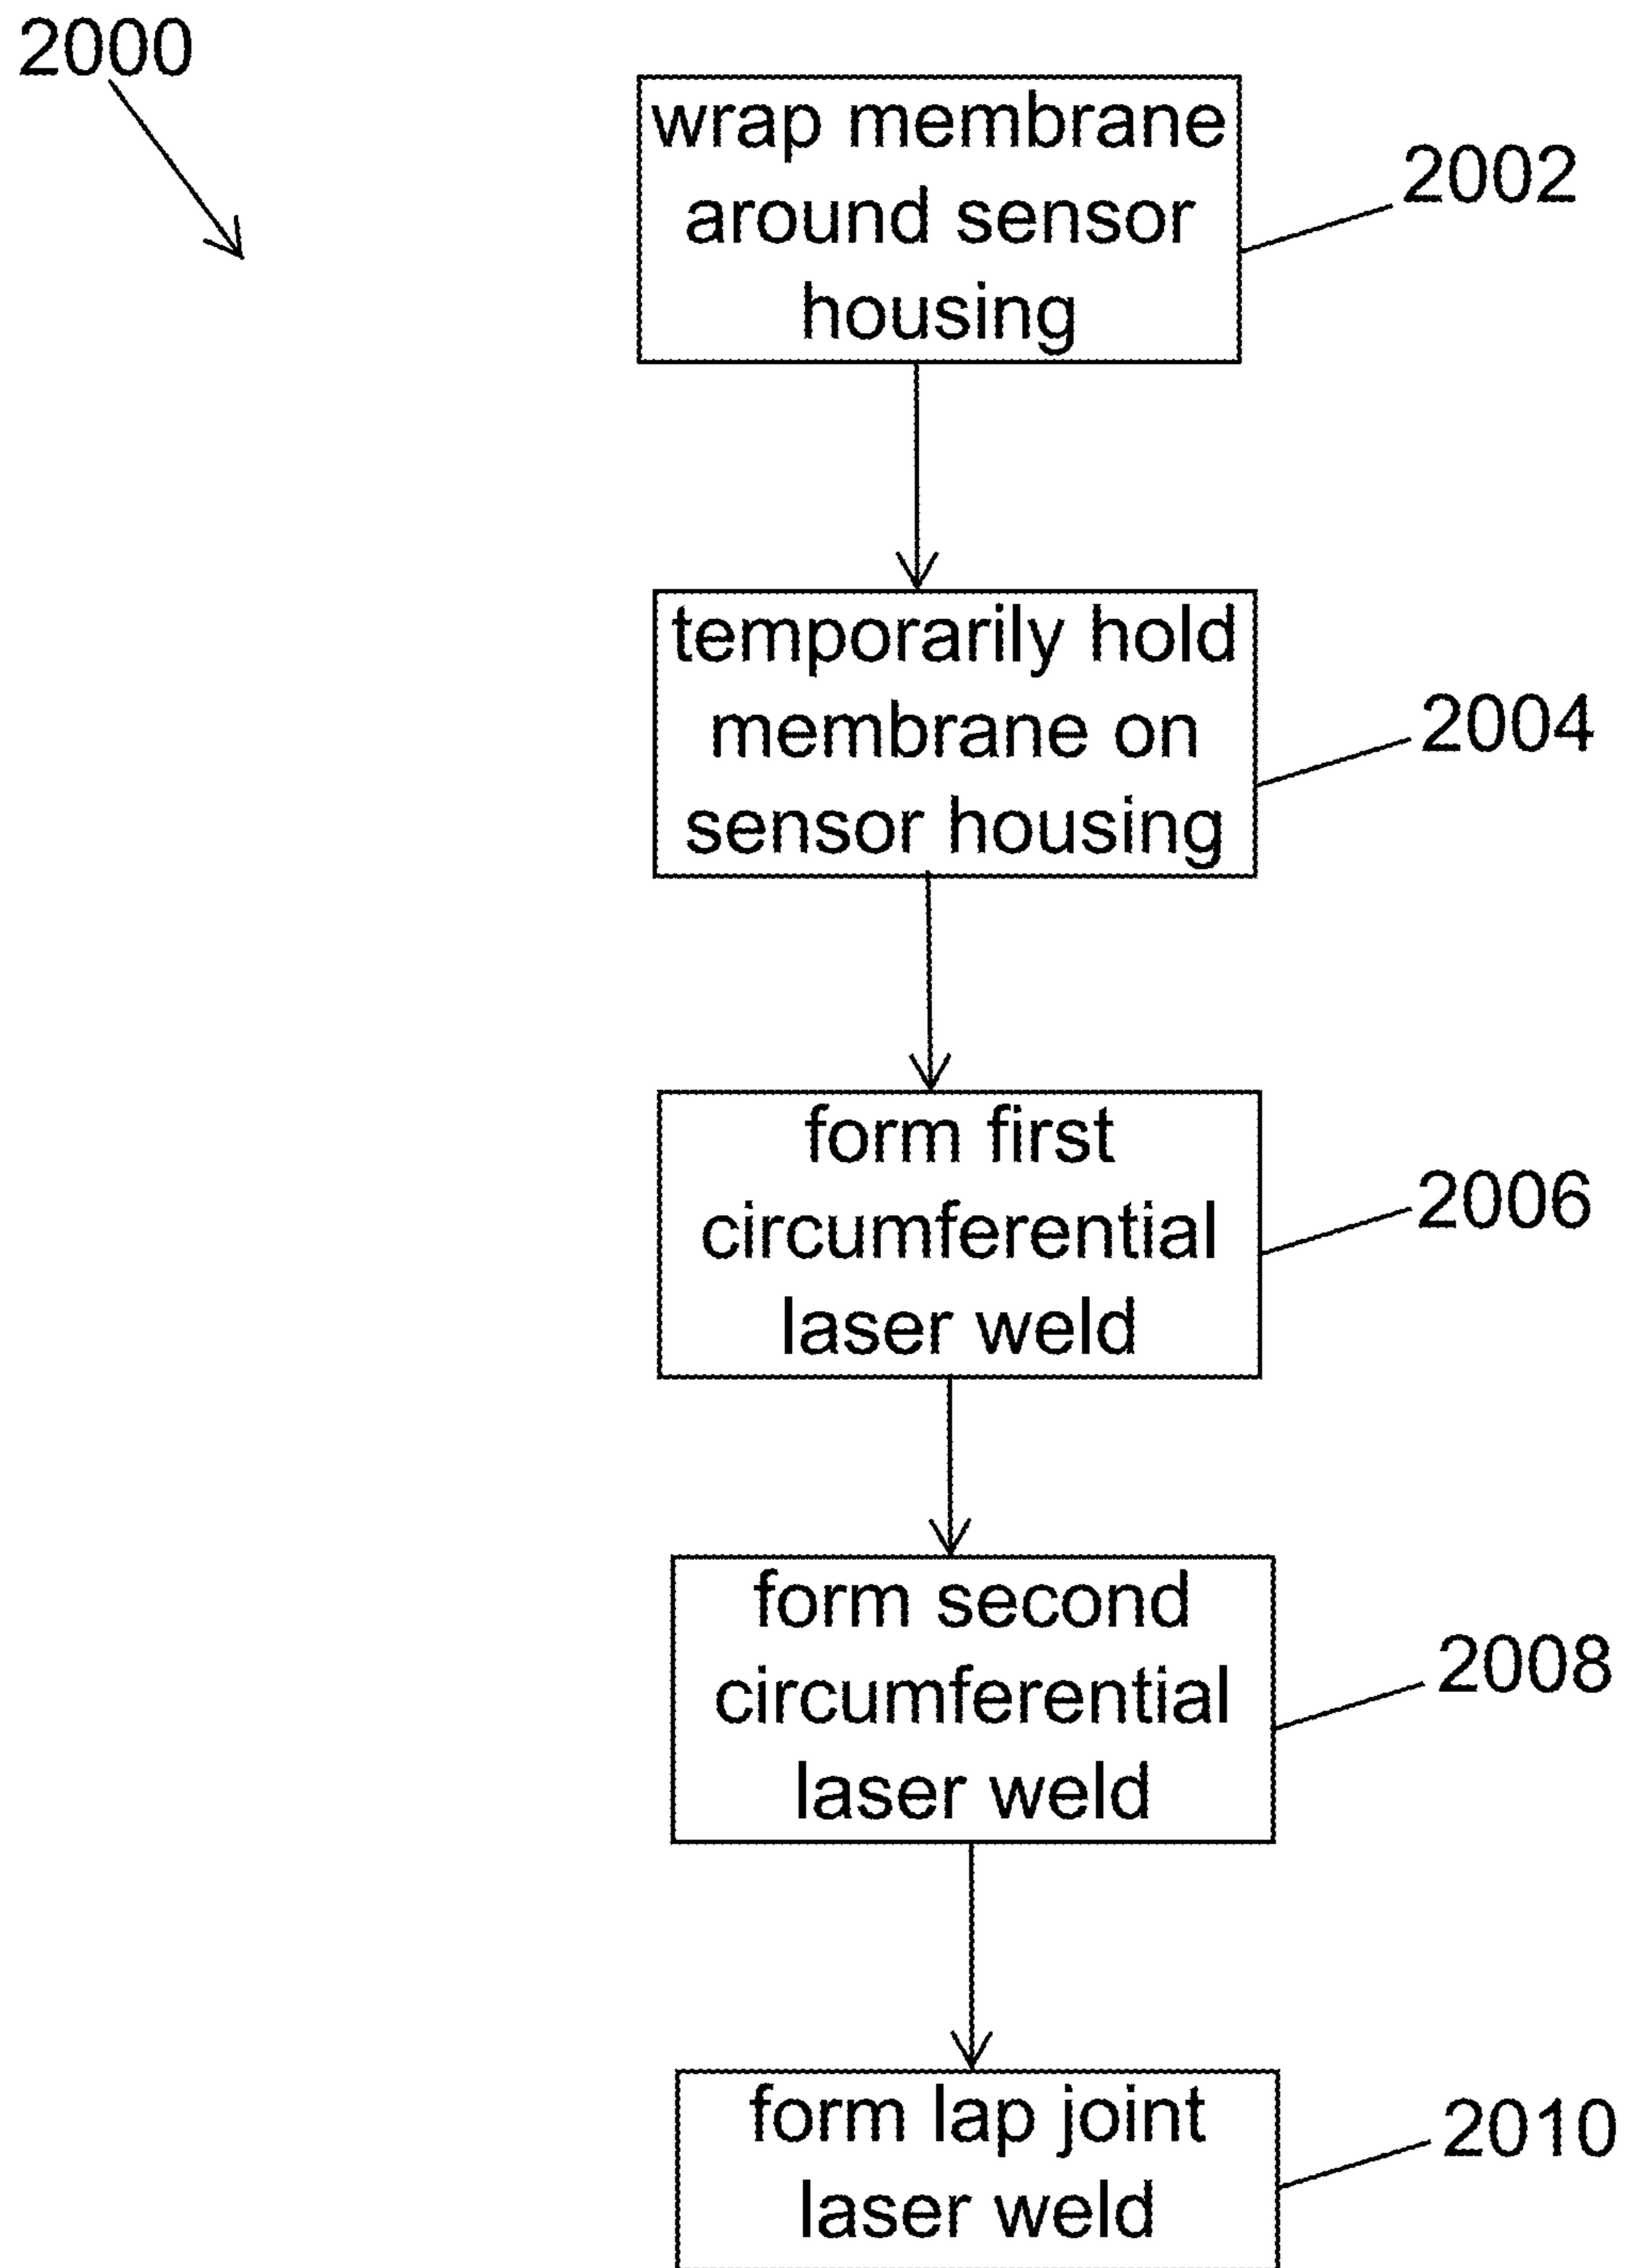 2000
wrap membrane
around sensor
housing
2002
temporarily hold
membrane on
sensor housing
2004
form first
circumferential
laser weld
2006
form second
circumferential
laser weld
2008
form lap joint
laser weld
2010